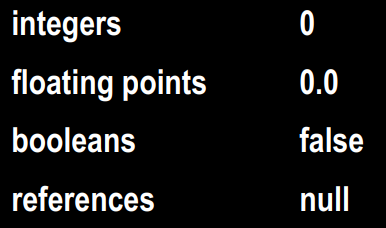 integers 0
floating points 0.0
booleans false
references null